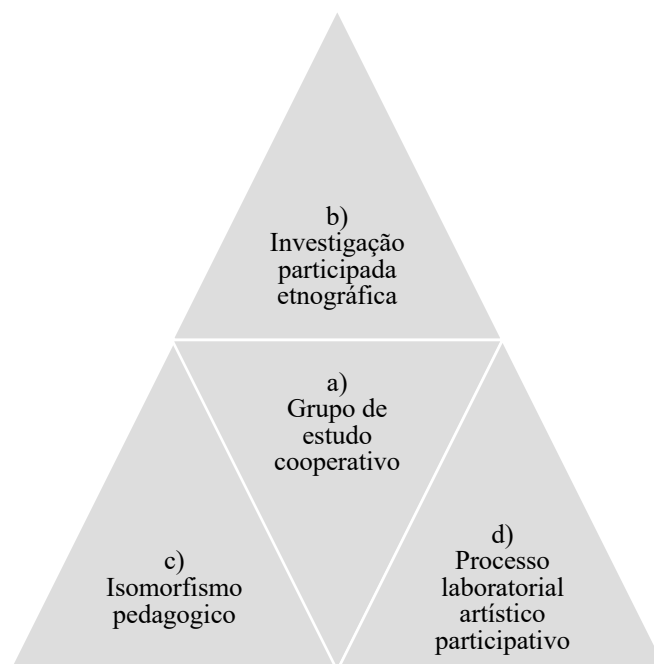 b)
Investigação
participada
etnográfica
a)
Grupo de
estudo
cooperativo
c)
Isomorfismo
pedagogico
d)
Processo
laboratorial
artístico
participativo